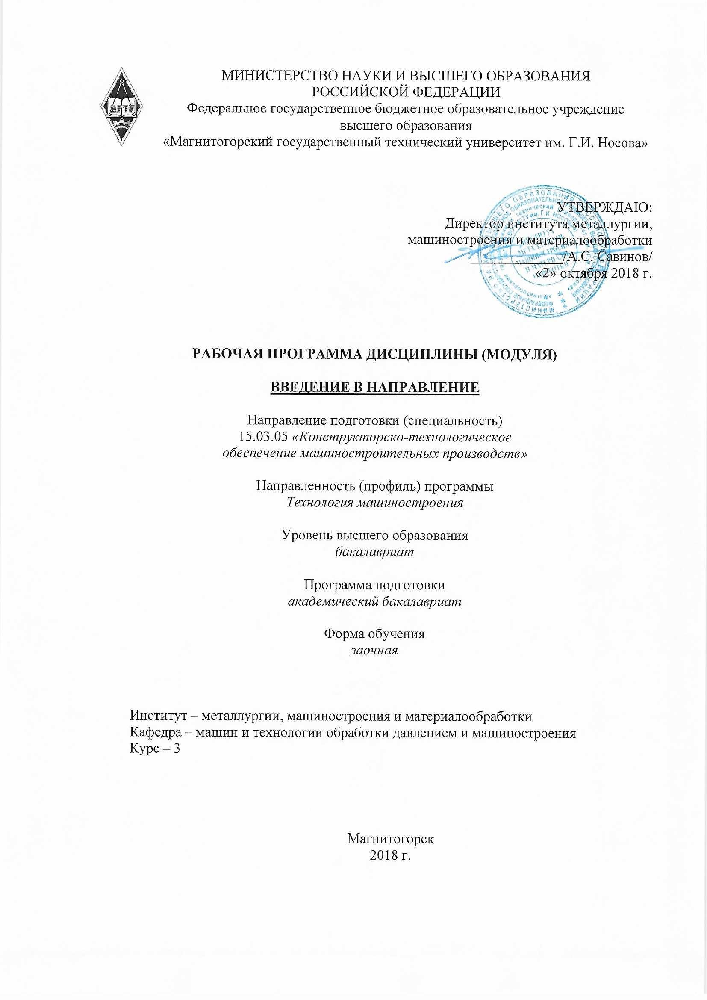 МИНИСТЕРСТВО НАУКИ И ВЫСШЕГО ОБРАЗОВАНИЯ
РОССИЙСКОЙ ФЕДЕРАЦИИ
Федеральное государственное бюджетное образовательное учреждение
высшего образования
«Магнитогорский государственный технический университет им. Г.И. Носова»
МГТУ
УТВЕРЖДАЮ:
Директор института металлургии,
машиностроения и материалообработки
/А.С. Савинов/
«2» октября 2018 г.
РАБОЧАЯ ПРОГРАММА ДИСЦИПЛИНЫ (МОДУЛЯ)
ВВЕДЕНИЕ В НАПРАВЛЕНИЕ
Направление подготовки (специальность)
15.03.05 «Конструкторско-технологическое
обеспечение машиностроительных производств»
Направленность (профиль) программы
Технология машиностроения
Уровень высшего образования
бакалавриат
Программа подготовки
академический бакалавриат
Форма обучения
заочная
Институт – металлургии, машиностроения и материалообработки
Кафедра – машин и технологии обработки давлением и машиностроения
Курс – 3
Магнитогорск
2018 г.